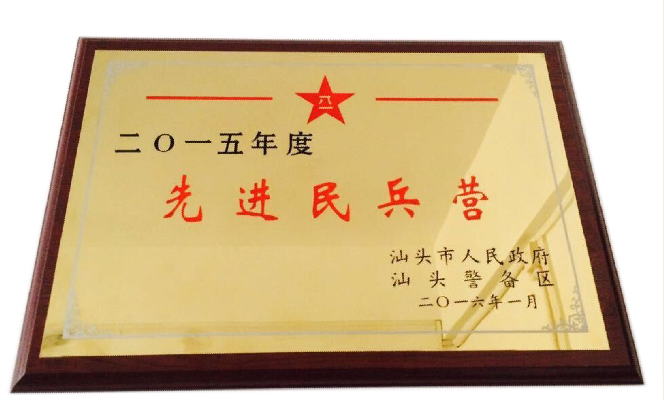 八一
二〇一五年度
先进民兵营
汕头市人民政府
汕头警备区
二〇一六年一月